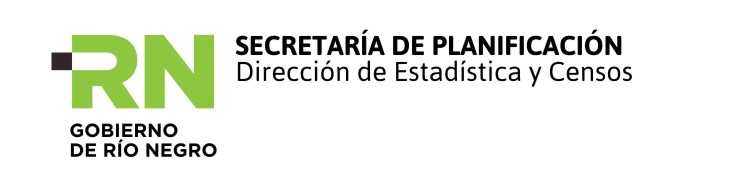 RN
GOBIERNO
DE RÍO NEGRO
SECRETARÍA DE PLANIFICACIÓN
Dirección de Estadística y Censos